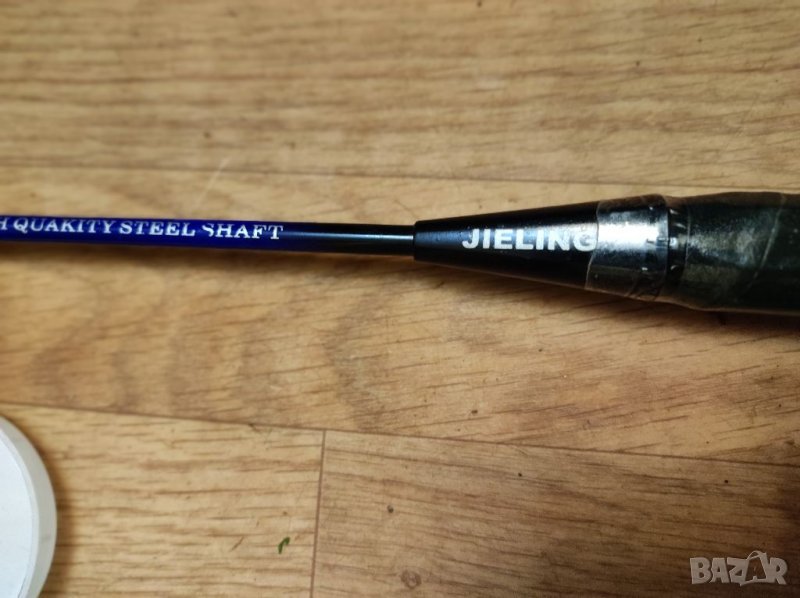 H QUAKITY STEEL SHAFT
JIELING
BAZAR